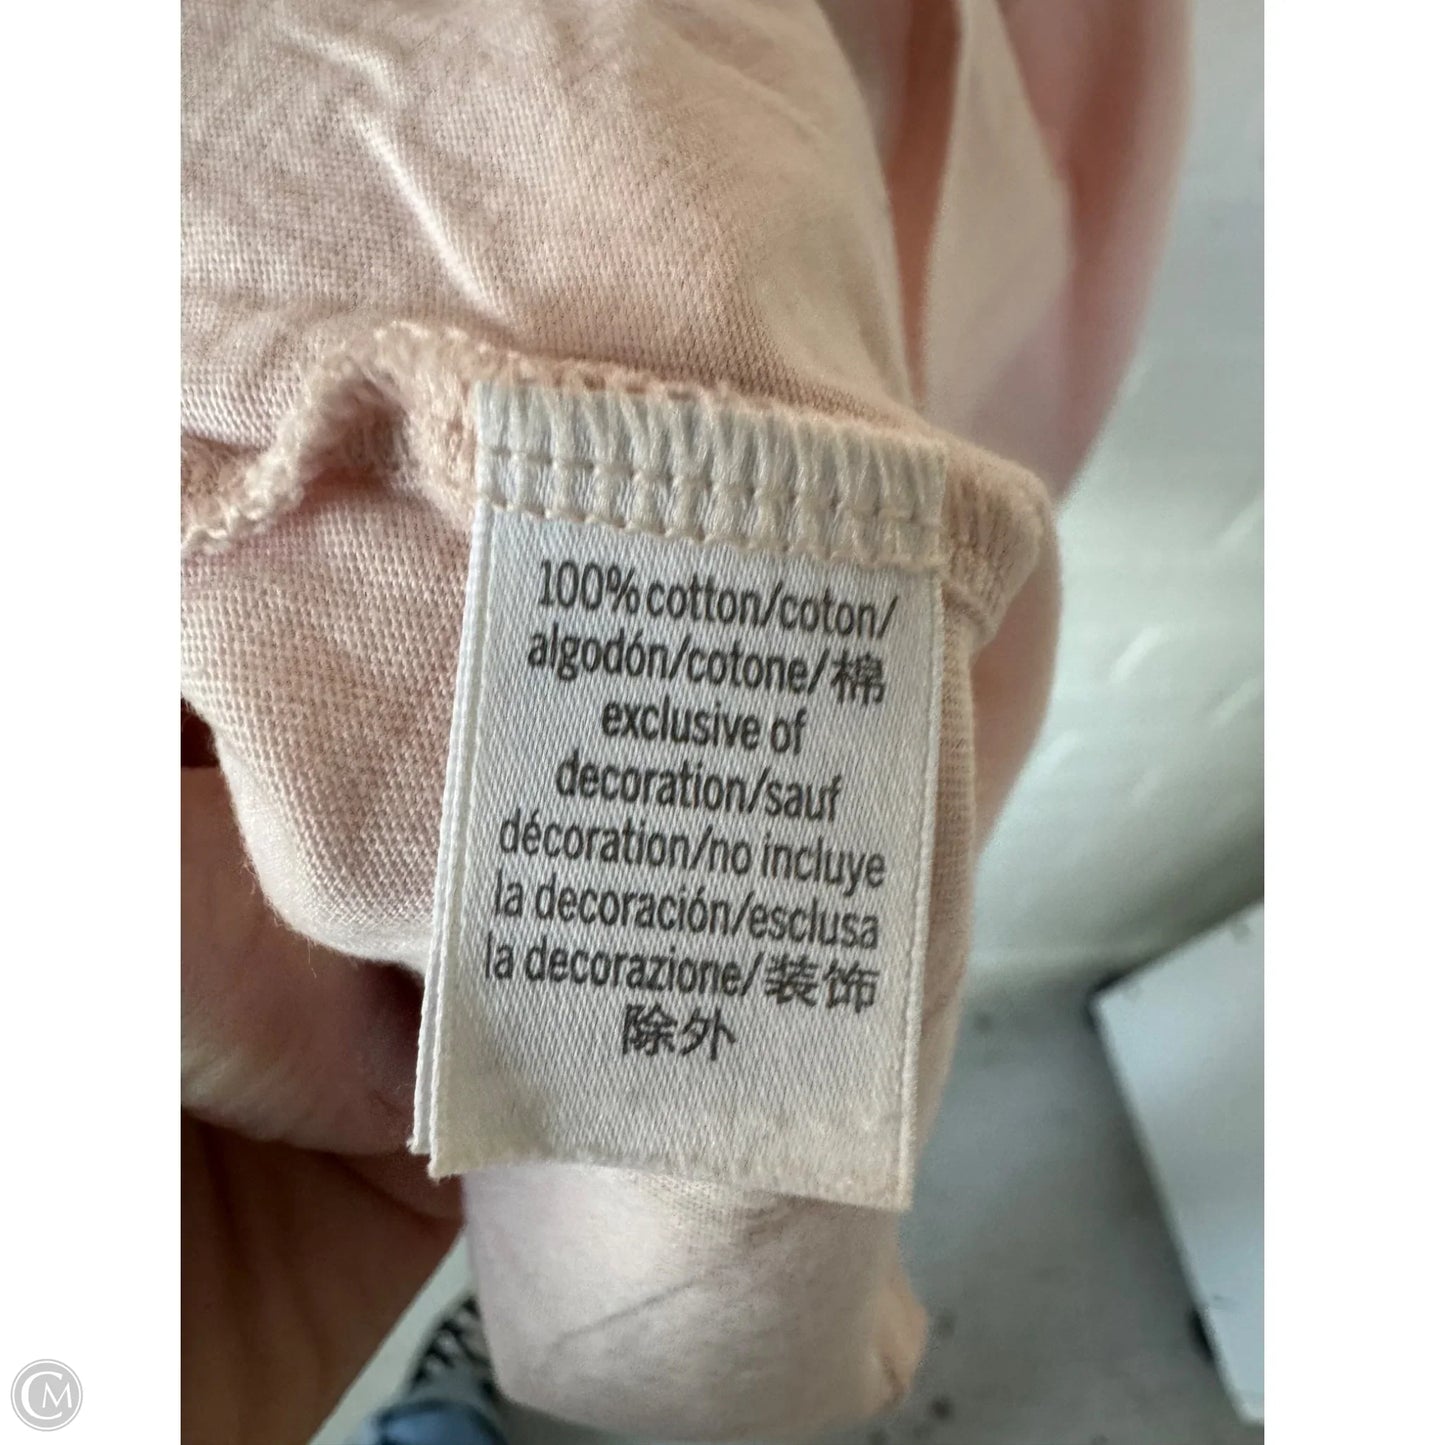 100% cotton/coton/
algodón/cotone/棉
exclusive of
decoration/sauf
décoration/no incluye
la decoración/esclusa
la decorazione/装饰
除外
CM